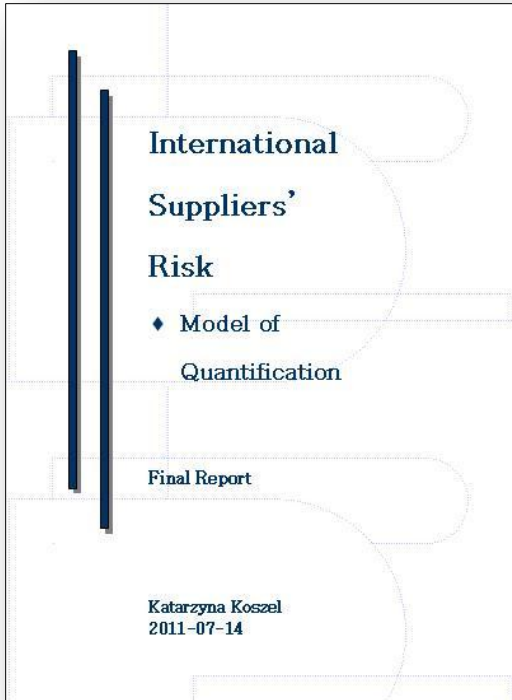 International
Suppliers'
Risk
♦ Model of
Quantification
Final Report
Katarzyna Koszel
2011-07-14